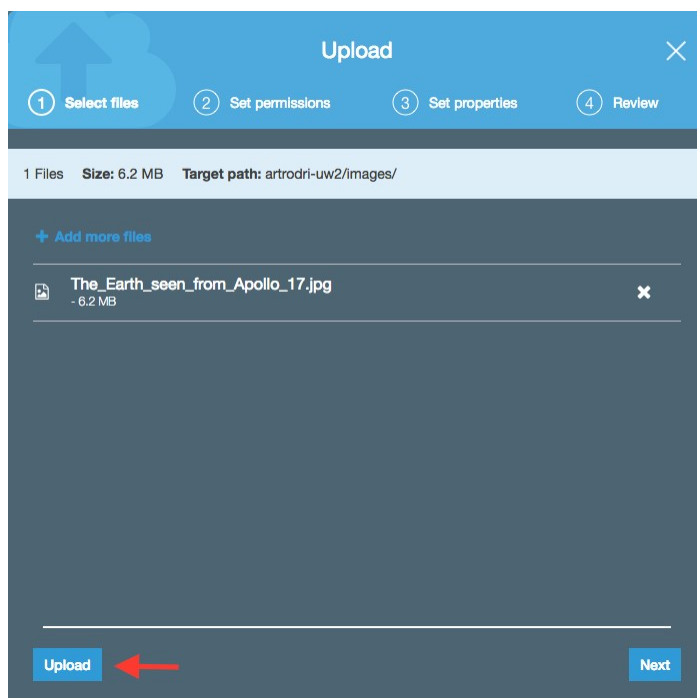 Upload
1 Select files 2 Set permissions 3 Set properties 4 Review
1 Files Size: 6.2 MB Target path: artrodri-uw2/images/
+ Add more files
The_Earth_seen_from_Apollo_17.jpg
- 6.2 MB
Upload Next